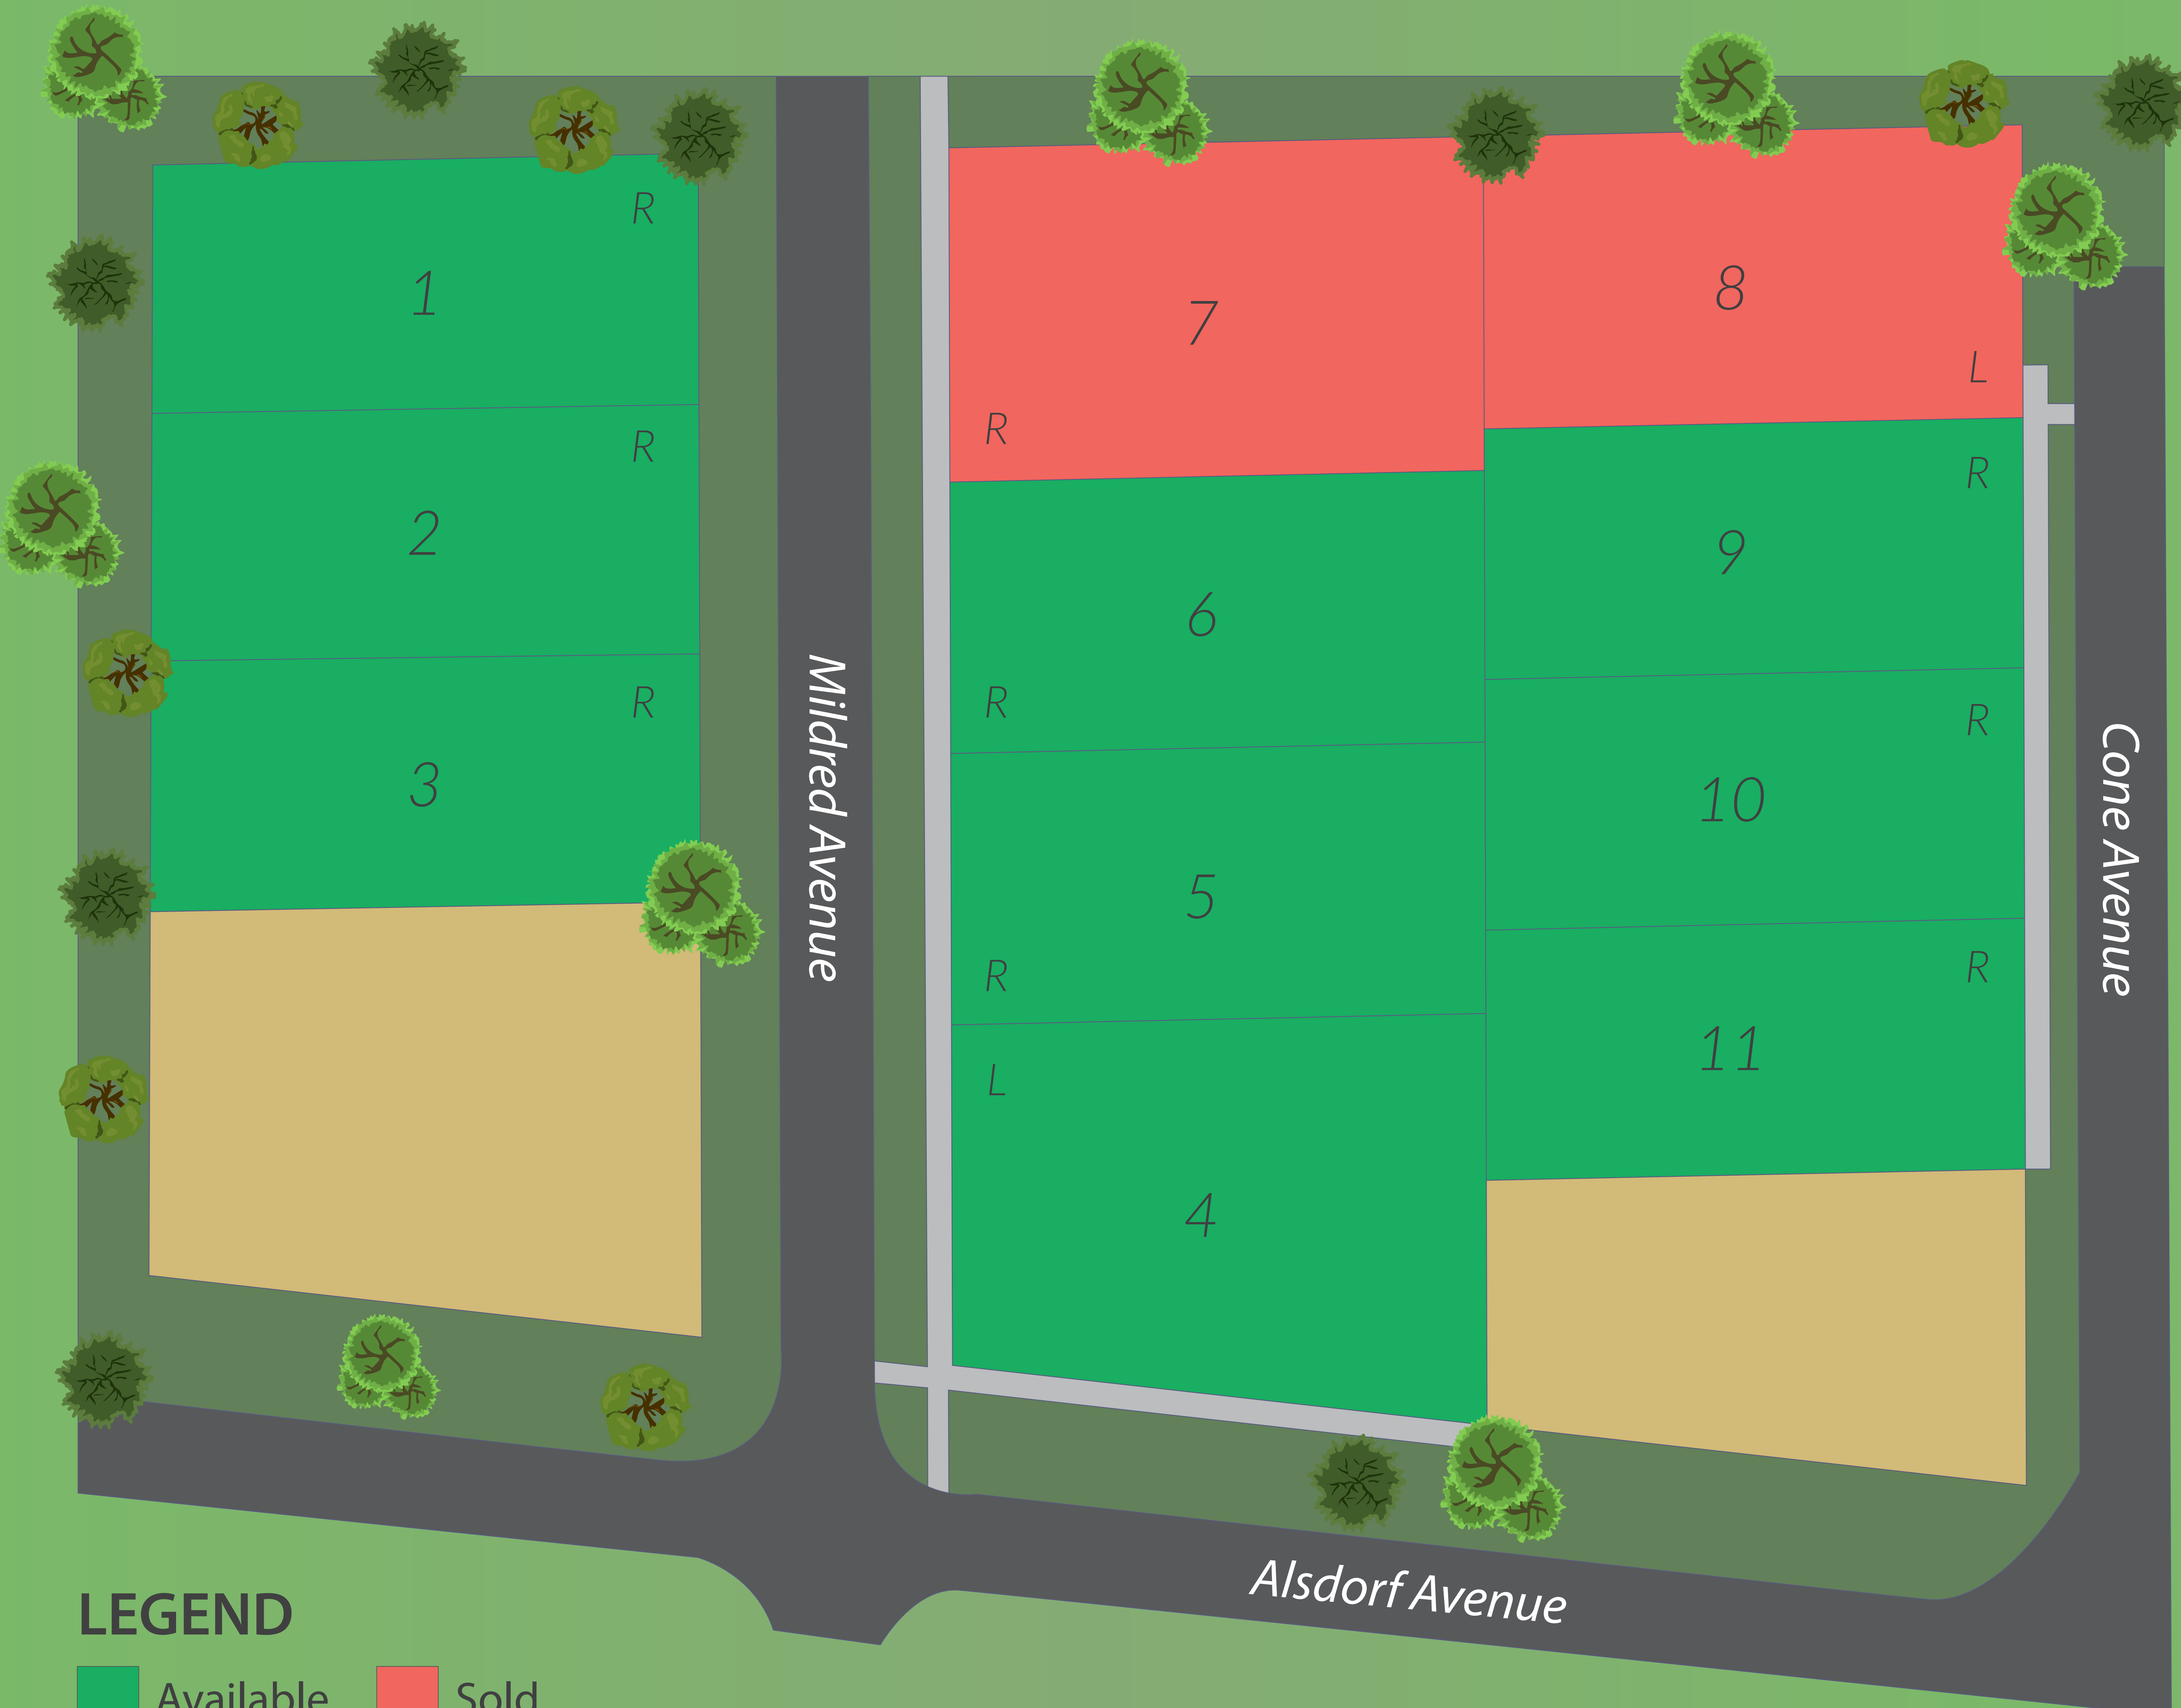 R
1
R
2
R
3
7
R
6
R
5
R
L
4
8
L
R
9
R
10
R
11
Mildred Avenue
Cone Avenue
Alsdorf Avenue
LEGEND
Available
Sold